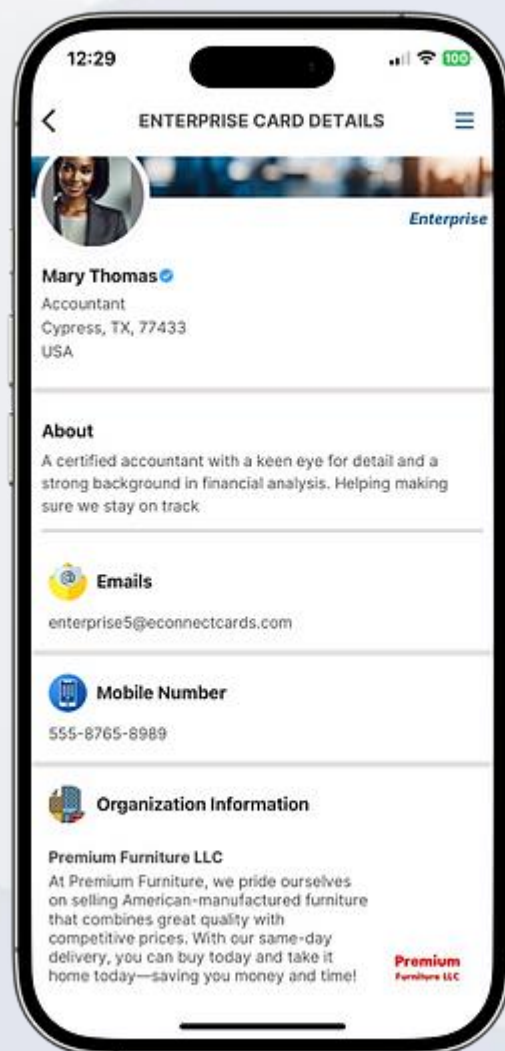 12:29
100
ENTERPRISE CARD DETAILS
Enterprise
Mary Thomas
Accountant
Cypress, TX, 77433
USA
About
A certified accountant with a keen eye for detail and a
strong background in financial analysis. Helping making
sure we stay on track
@
Emails
enterprise5@econnectcards.com
Mobile Number
555-8765-8989
Organization Information
Premium Furniture LLC
At Premium Furniture, we pride ourselves
on selling American-manufactured furniture
that combines great quality with
competitive prices. With our same-day
delivery, you can buy today and take it
home today—saving you money and time!
Premium
Furniture LLC